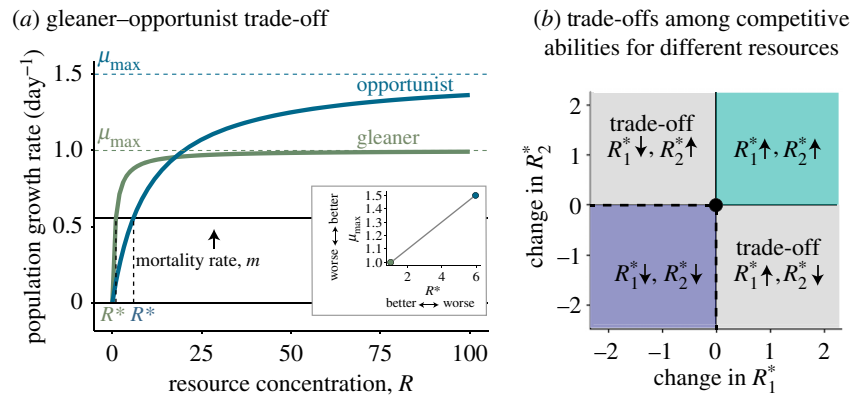 (a) gleaner–opportunist trade-off
population growth rate (day⁻¹)
1.5
1.0
0.5
0
μmax
μmax
opportunist
gleaner
mortality rate, m
R* R*
0 25 50 75 100
resource concentration, R
worse ↔ better
μmax
1.5
1.4
1.3
1.2
1.1
1.0
2 4 6
R*
better ↔ worse
(b) trade-offs among competitive
abilities for different resources
change in R₂*
2
1
0
−1
−2
trade-off
R₁*↓, R₂*↑
R₁*↑, R₂*↑
R₁*↓, R₂*↓
trade-off
R₁*↑, R₂*↓
−2 −1 0 1 2
change in R₁*